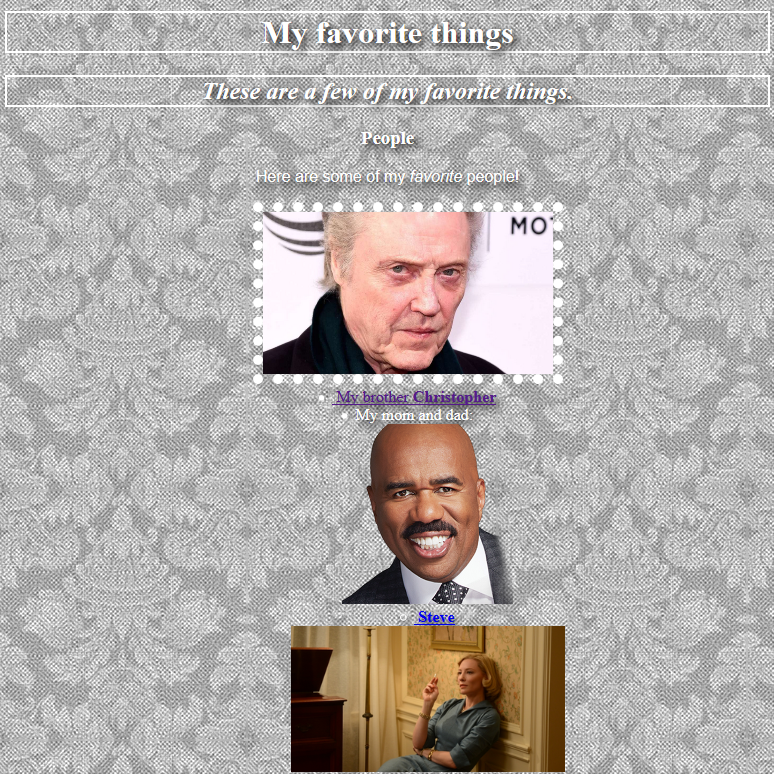 My favorite things
These are a few of my favorite things.
People
Here are some of my favorite people!
MOT
My brother Christopher
My mom and dad:
Steve